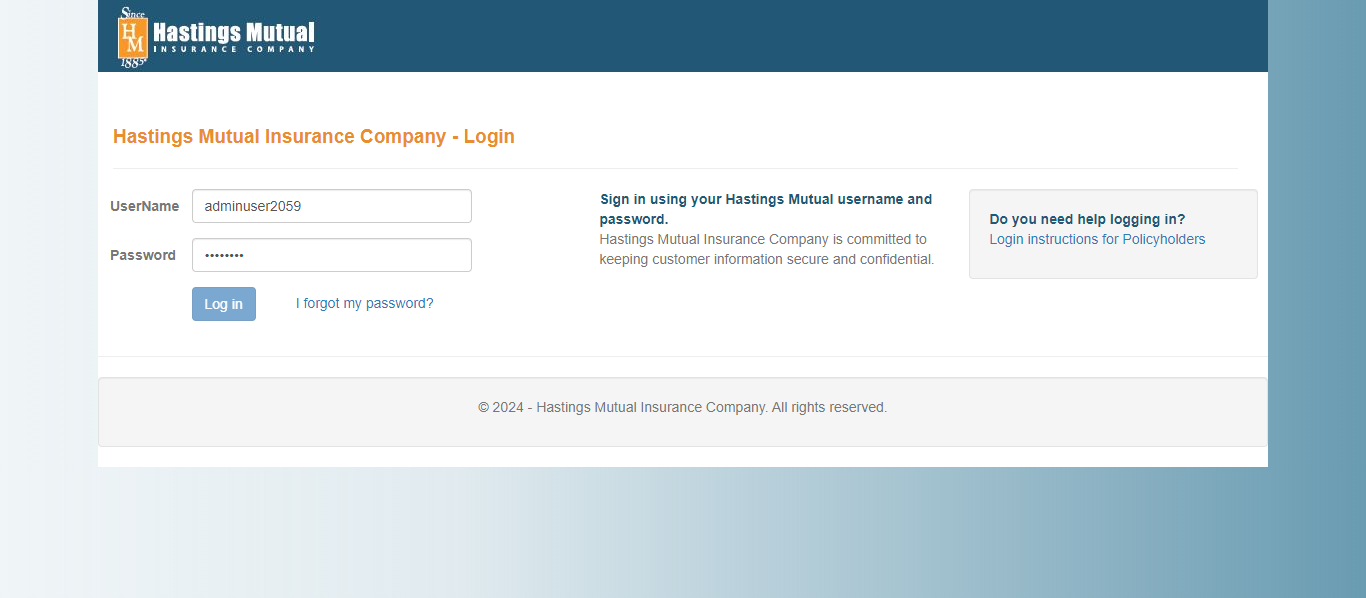 Since
HM
1885
Hastings Mutual
INSURANCE COMPANY
Hastings Mutual Insurance Company - Login
UserName
adminuser2059
Password
••••••••
Log in
I forgot my password?
Sign in using your Hastings Mutual username and
password.
Hastings Mutual Insurance Company is committed to
keeping customer information secure and confidential.
Do you need help logging in?
Login instructions for Policyholders
© 2024 - Hastings Mutual Insurance Company. All rights reserved.